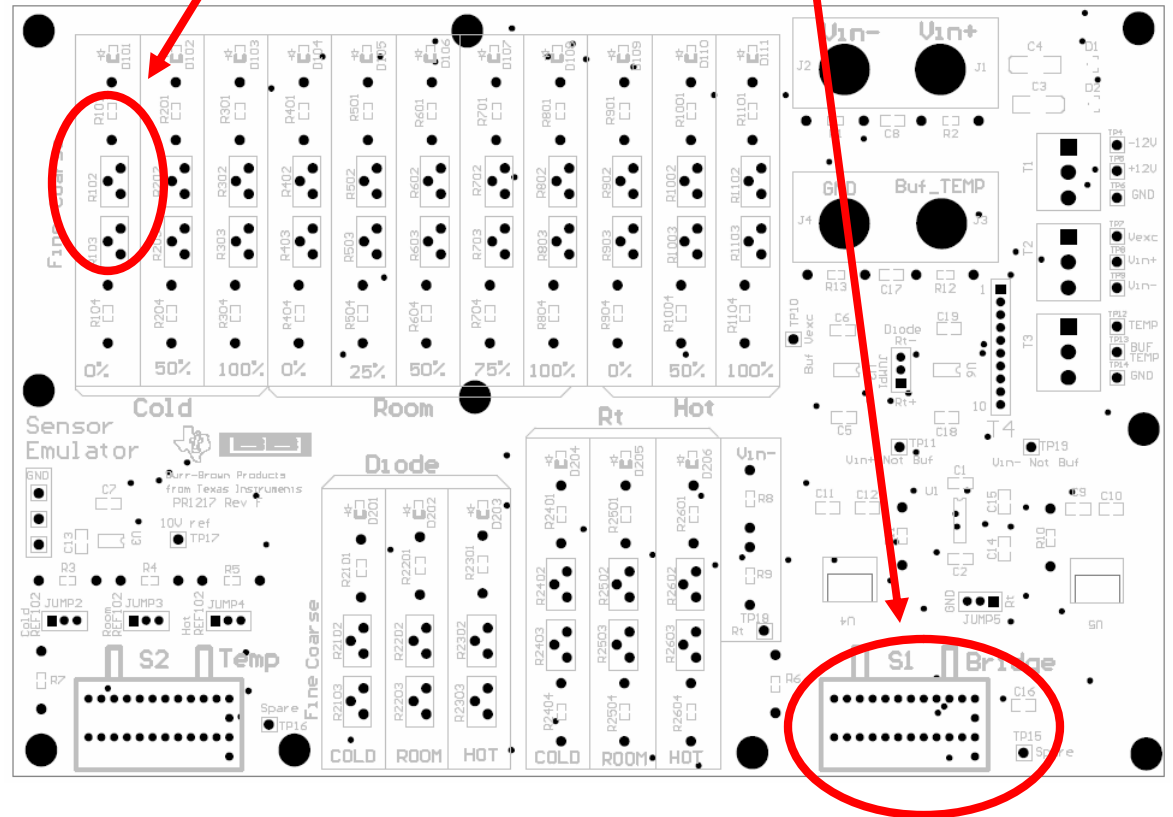 D101 D102 D103 D104 D105 D106 D107 D108 D109 D110 D111
R101 R201 R301 R401 R501 R601 R701 R801 R901 R1001 R1101
R102 R202 R302 R402 R502 R602 R702 R802 R902 R1002 R1102
R103 R203 R303 R403 R503 R603 R703 R803 R903 R1003 R1103
R104 R204 R304 R404 R504 R604 R704 R804 R904 R1004 R1104
0% 50% 100% 0% 25% 50% 75% 100% 0% 50% 100%
Cold Room Hot
Vin- Vin+
J2 J1
C8 R2
C4 D1
C3 D2
GND Buf_TEMP
J4 J3
R13 C17 R12
T1
TP4 -12V
TP5 +12V
TP6 GND
T2
TP7 Vexc
TP8 Vin+
TP9 Vin-
T3
TP12 TEMP
TP13 BUF TEMP
TP14 GND
TP10
Buf Vexc
C6 Diode C19
Rt-
JUMP1
U6
Rt+
C5 C18
1
10
T4
TP11
Vin+ Not Buf
TP19
Vin- Not Buf
Sensor
Emulator
Burr-Brown Products
from Texas Instruments
PR1217 Rev F
GND
C7
10V ref
TP17
C13 U3
R3 R4 R5
Cold REF102 JUMP2
Room REF102 JUMP3
Hot REF102 JUMP4
R7
S2 Temp
Spare
TP16
Diode
D201 D202 D203
R2101 R2201 R2301
R2102 R2202 R2302
R2103 R2203 R2303
Fine Coarse
COLD ROOM HOT
Rt
D204 D205 D206
R2401 R2501 R2601
R2402 R2502 R2602
R2403 R2503 R2603
R2404 R2504 R2604
COLD ROOM HOT
Vin-
R8
R9
TP18
Rt
R6
C11 C12 U1 C1 C15 C9 C10
C14 R10
C2
U4 U5
GND Rt
JUMP5
S1 Bridge
C16
TP15
Spare